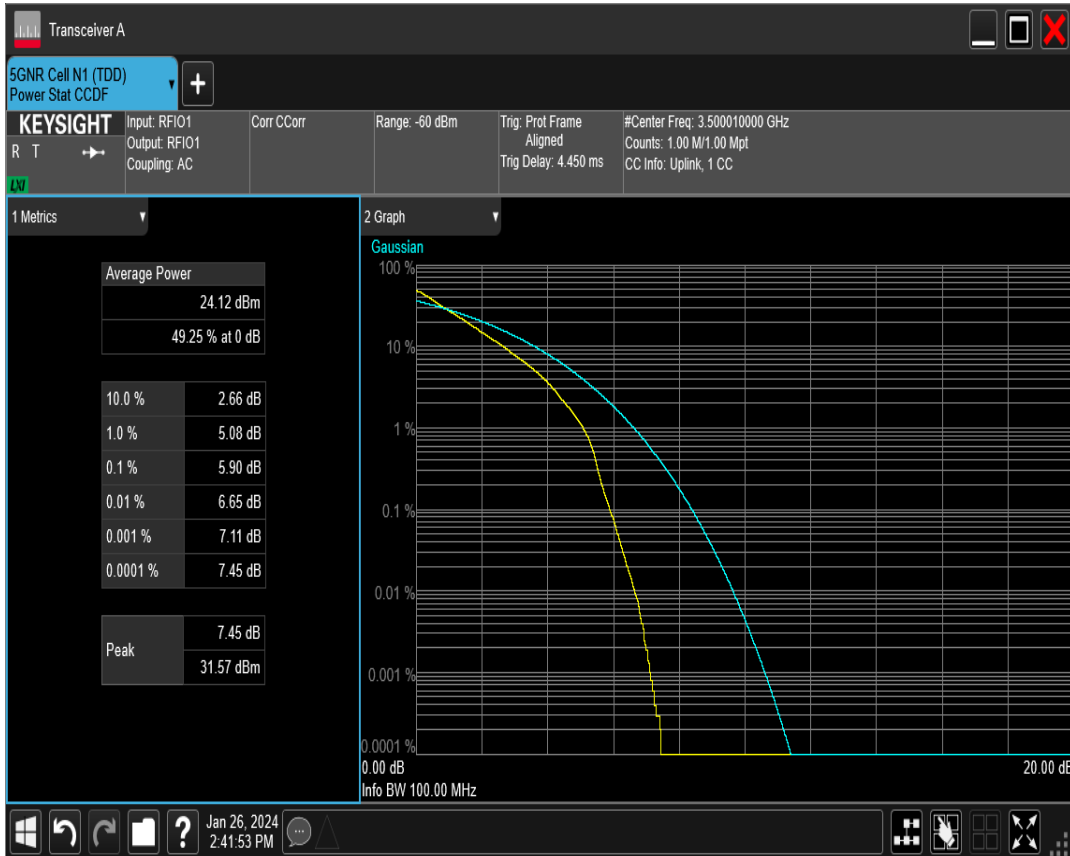 Transceiver A
5GNR Cell N1 (TDD)
Power Stat CCDF
+
KEYSIGHT
R T
LXI
Input: RFIO1
Output: RFIO1
Coupling: AC
Corr CCorr
Range: -60 dBm
Trig: Prot Frame
Aligned
Trig Delay: 4.450 ms
#Center Freq: 3.500010000 GHz
Counts: 1.00 M/1.00 Mpt
CC Info: Uplink, 1 CC
1 Metrics
Average Power
24.12 dBm
49.25 % at 0 dB
10.0 % 2.66 dB
1.0 % 5.08 dB
0.1 % 5.90 dB
0.01 % 6.65 dB
0.001 % 7.11 dB
0.0001 % 7.45 dB
Peak
7.45 dB
31.57 dBm
2 Graph
Gaussian
100 %
10 %
1 %
0.1 %
0.01 %
0.001 %
0.0001 %
0.00 dB 20.00 dB
Info BW 100.00 MHz
?
Jan 26, 2024
2:41:53 PM